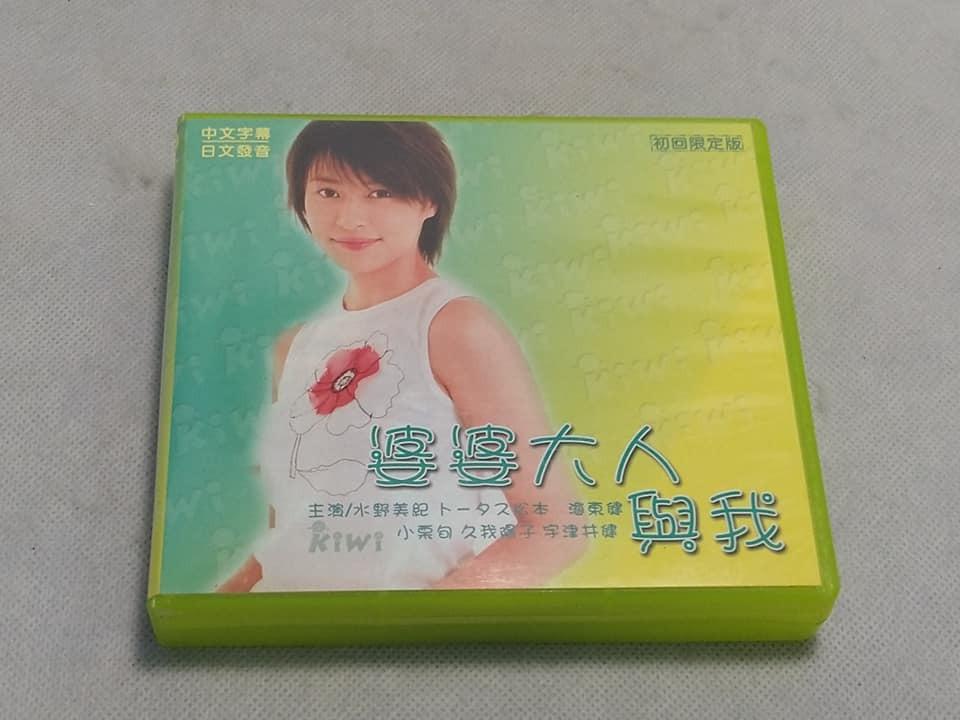 中文字幕
日文發音
初回限定版
婆婆大人
與我
主演/水野美紀 トータス松本 海東健
小栗旬 久我陽子 宇津井健
kiwi